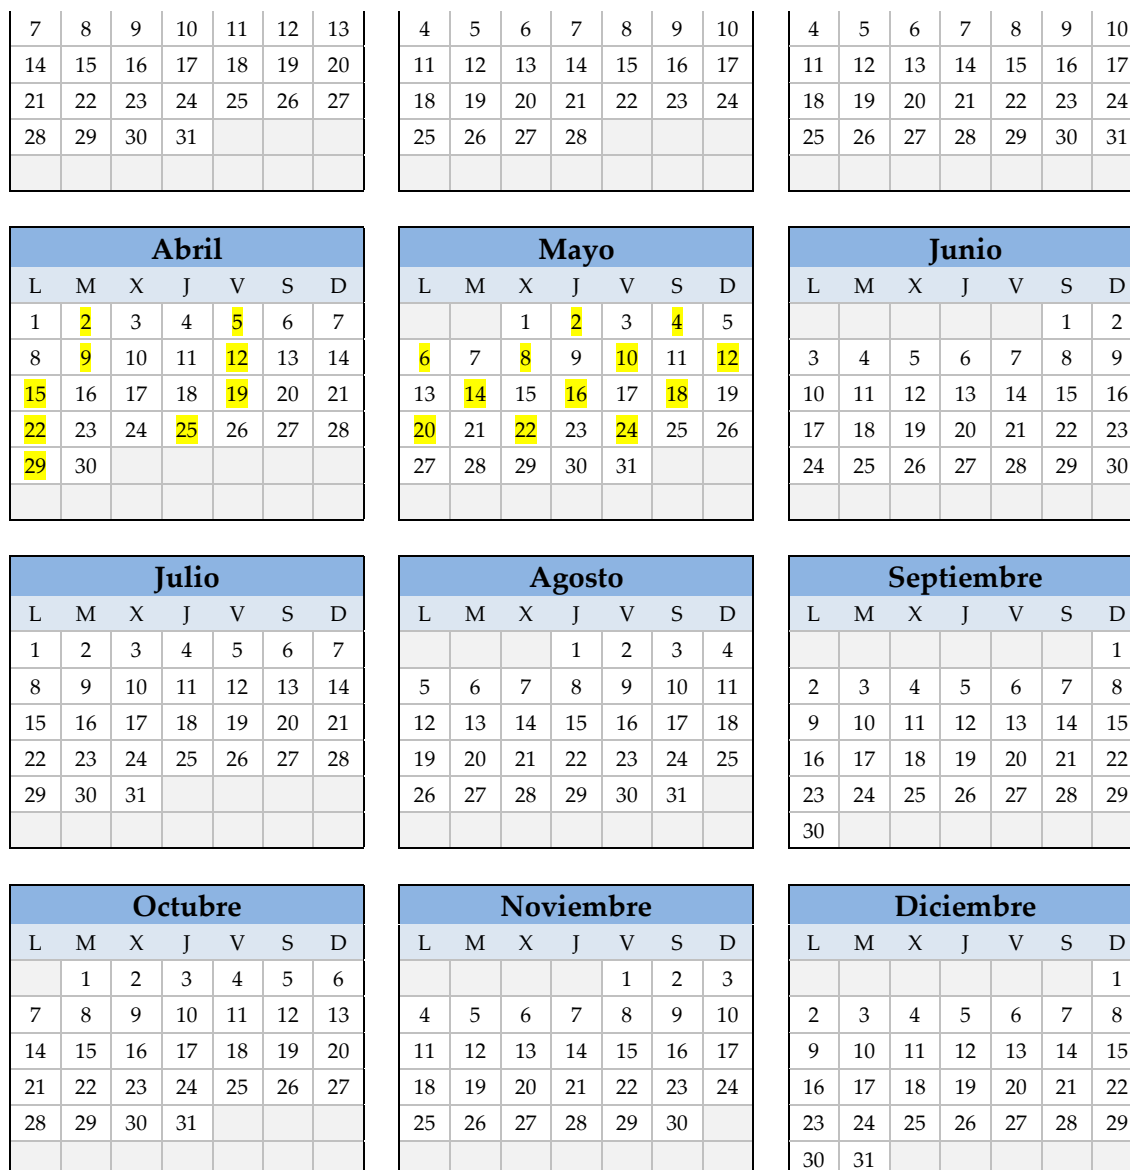 7 8 9 10 11 12 13
14 15 16 17 18 19 20
21 22 23 24 25 26 27
28 29 30 31
4 5 6 7 8 9 10
11 12 13 14 15 16 17
18 19 20 21 22 23 24
25 26 27 28
4 5 6 7 8 9 10
11 12 13 14 15 16 17
18 19 20 21 22 23 24
25 26 27 28 29 30 31
Abril
L M X J V S D
1 2 3 4 5 6 7
8 9 10 11 12 13 14
15 16 17 18 19 20 21
22 23 24 25 26 27 28
29 30
Mayo
L M X J V S D
1 2 3 4 5
6 7 8 9 10 11 12
13 14 15 16 17 18 19
20 21 22 23 24 25 26
27 28 29 30 31
Junio
L M X J V S D
1 2
3 4 5 6 7 8 9
10 11 12 13 14 15 16
17 18 19 20 21 22 23
24 25 26 27 28 29 30
Julio
L M X J V S D
1 2 3 4 5 6 7
8 9 10 11 12 13 14
15 16 17 18 19 20 21
22 23 24 25 26 27 28
29 30 31
Agosto
L M X J V S D
1 2 3 4
5 6 7 8 9 10 11
12 13 14 15 16 17 18
19 20 21 22 23 24 25
26 27 28 29 30 31
Septiembre
L M X J V S D
1
2 3 4 5 6 7 8
9 10 11 12 13 14 15
16 17 18 19 20 21 22
23 24 25 26 27 28 29
30
Octubre
L M X J V S D
1 2 3 4 5 6
7 8 9 10 11 12 13
14 15 16 17 18 19 20
21 22 23 24 25 26 27
28 29 30 31
Noviembre
L M X J V S D
1 2 3
4 5 6 7 8 9 10
11 12 13 14 15 16 17
18 19 20 21 22 23 24
25 26 27 28 29 30
Diciembre
L M X J V S D
1
2 3 4 5 6 7 8
9 10 11 12 13 14 15
16 17 18 19 20 21 22
23 24 25 26 27 28 29
30 31